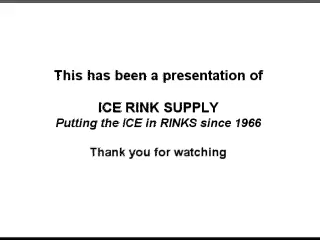 This has been a presentation of
ICE RINK SUPPLY
Putting the ICE in RINKS since 1966
Thank you for watching